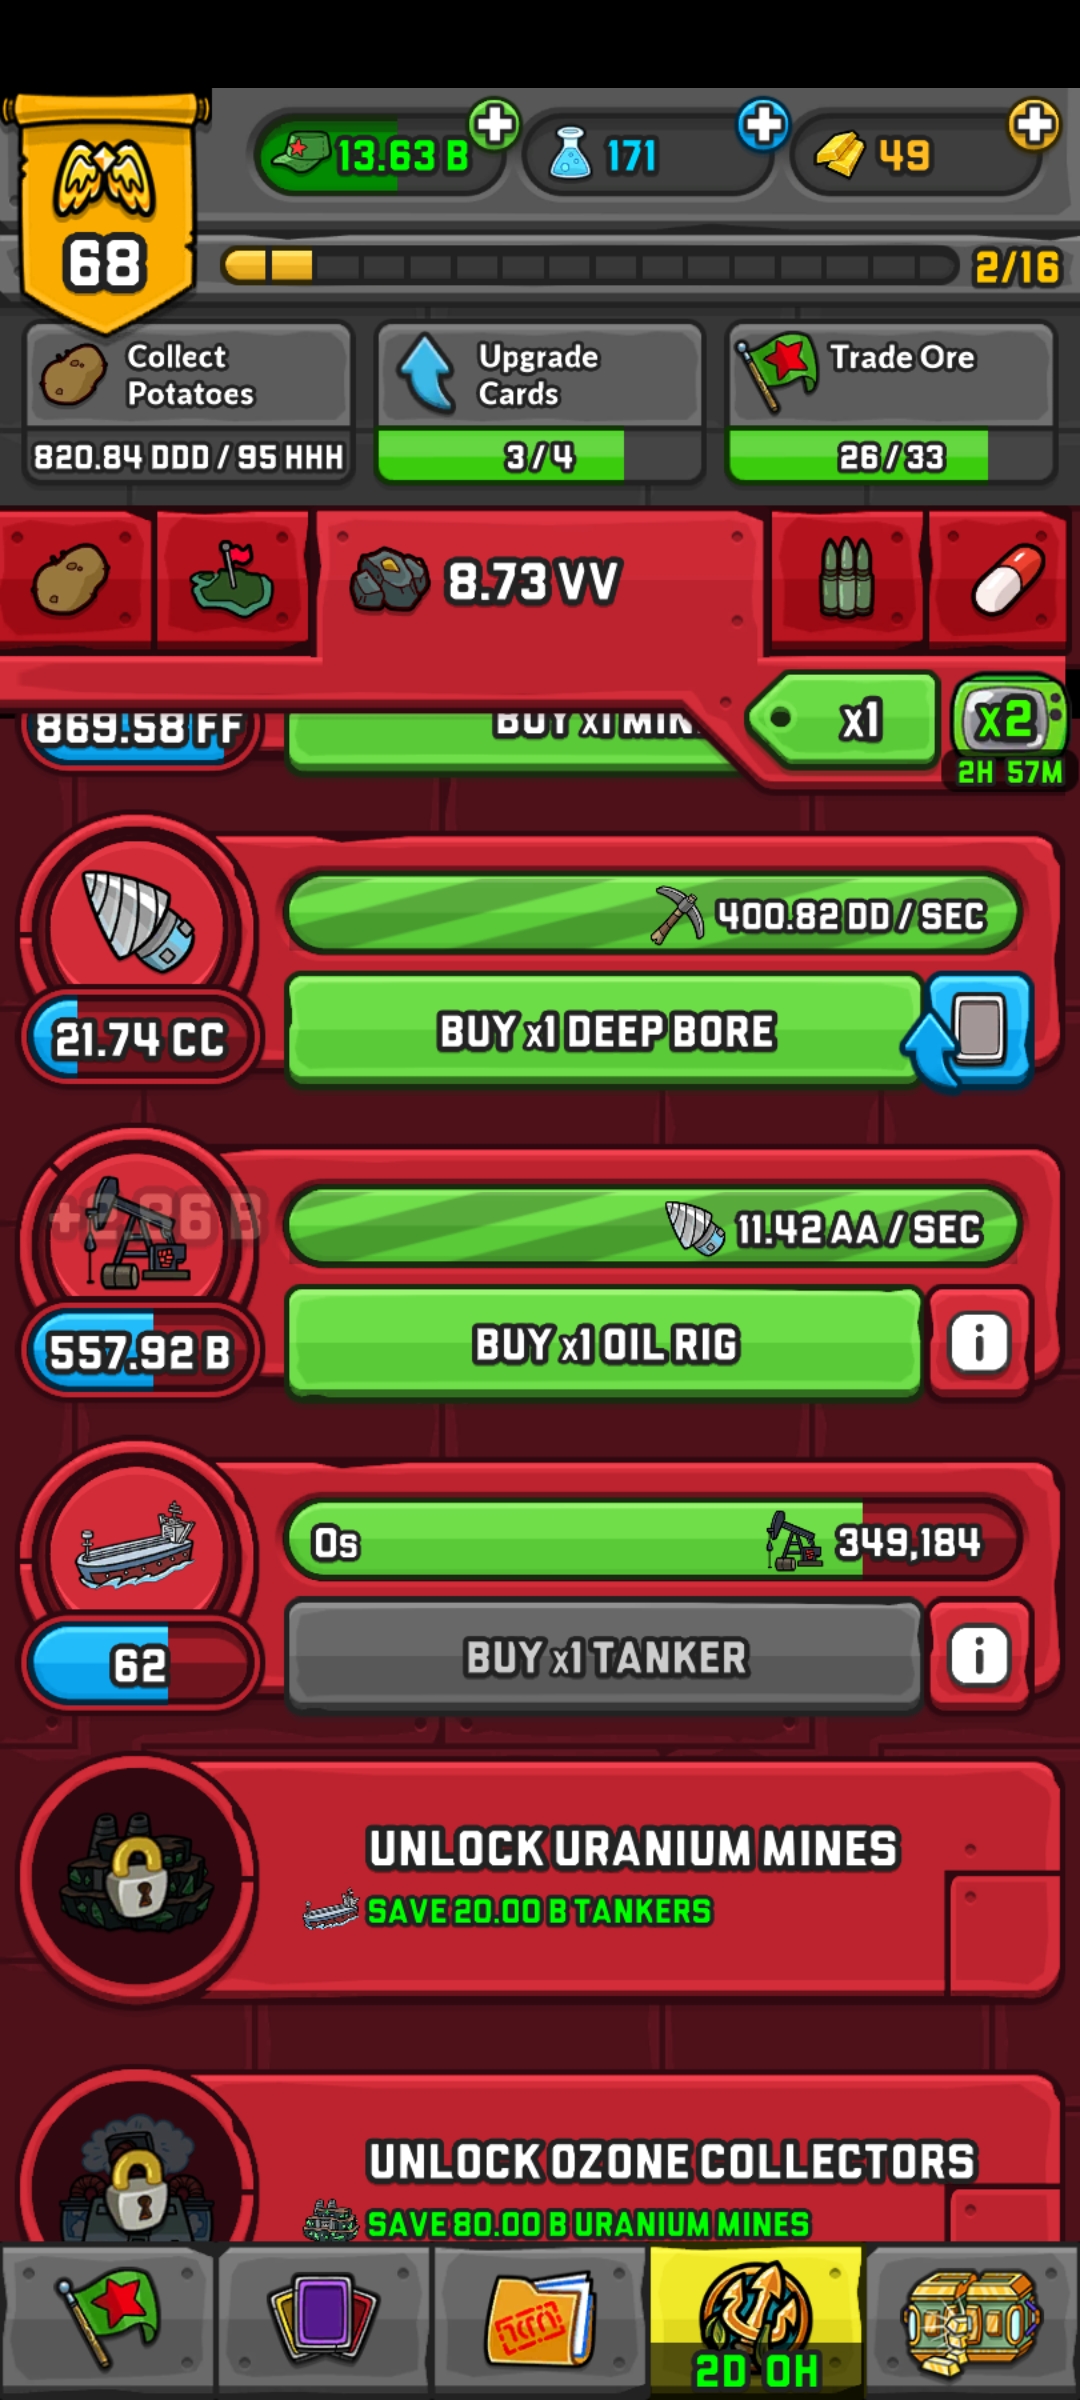 13.63 B
171
49
68
2/16
Collect
Potatoes
820.84 DDD / 95 HHH
Upgrade
Cards
3/4
Trade Ore
26/33
8.73 VV
x1
x2
2H 57M
869.58 FF
BUY x1 MIN
400.82 DD / SEC
21.74 CC
BUY x1 DEEP BORE
11.42 AA / SEC
557.92 B
BUY x1 OIL RIG
i
0s
349,184
62
BUY x1 TANKER
i
UNLOCK URANIUM MINES
SAVE 20.00 B TANKERS
UNLOCK OZONE COLLECTORS
SAVE 80.00 B URANIUM MINES
2D 0H